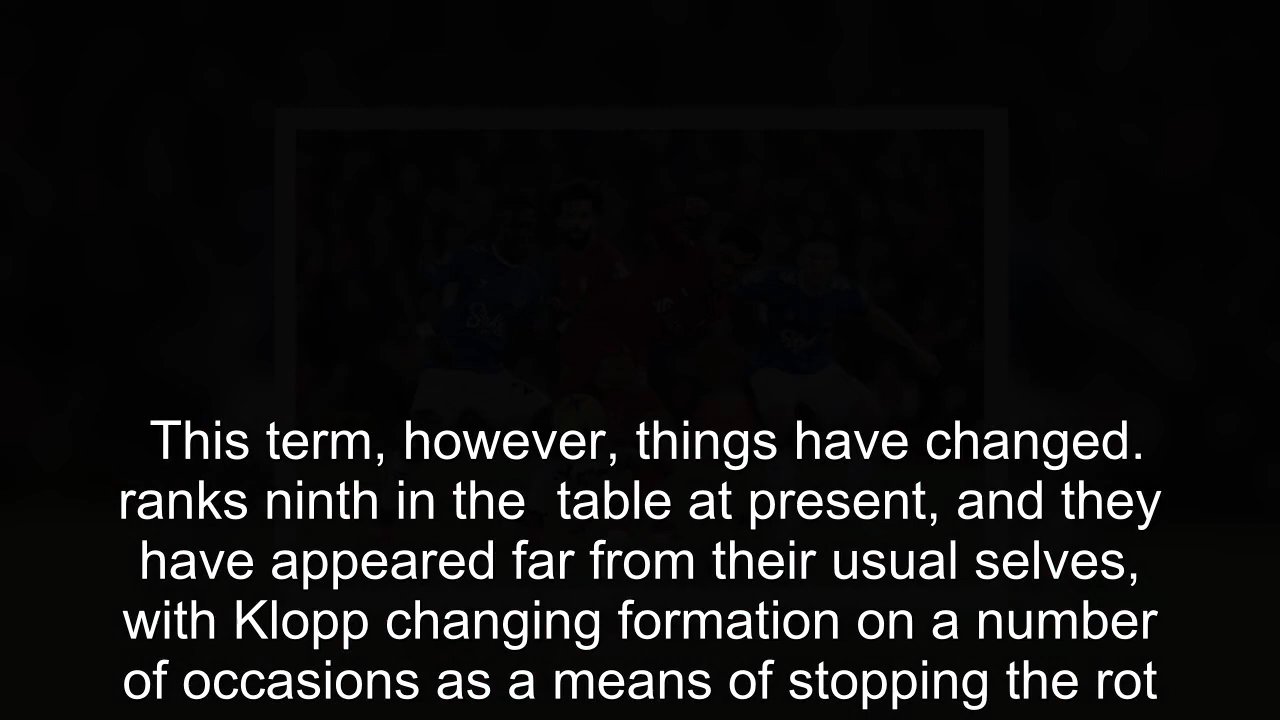 This term, however, things have changed.
ranks ninth in the  table at present, and they
have appeared far from their usual selves,
with Klopp changing formation on a number
of occasions as a means of stopping the rot